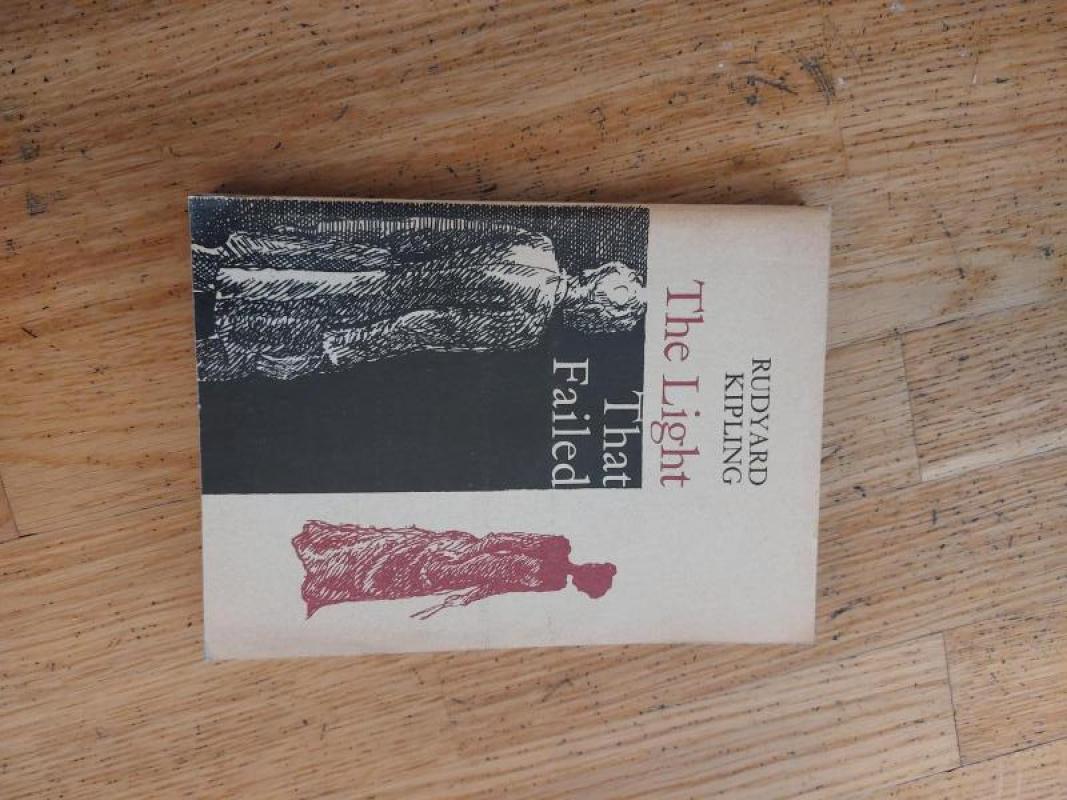 RUDYARD
KIPLING
The Light
That
Failed